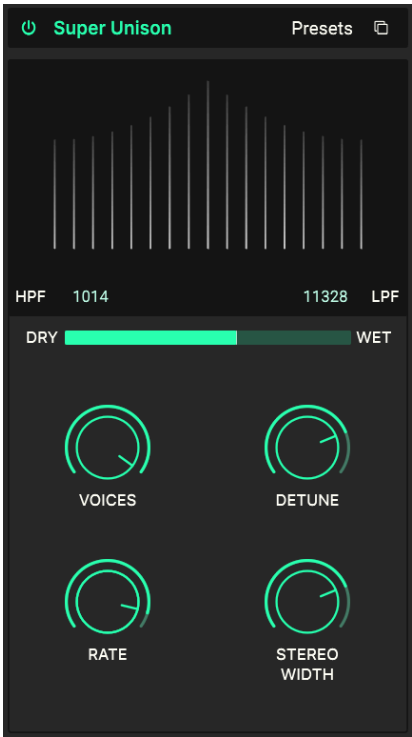 Super Unison Presets
HPF 1014 11328 LPF
DRY WET
VOICES DETUNE
RATE STEREO
WIDTH